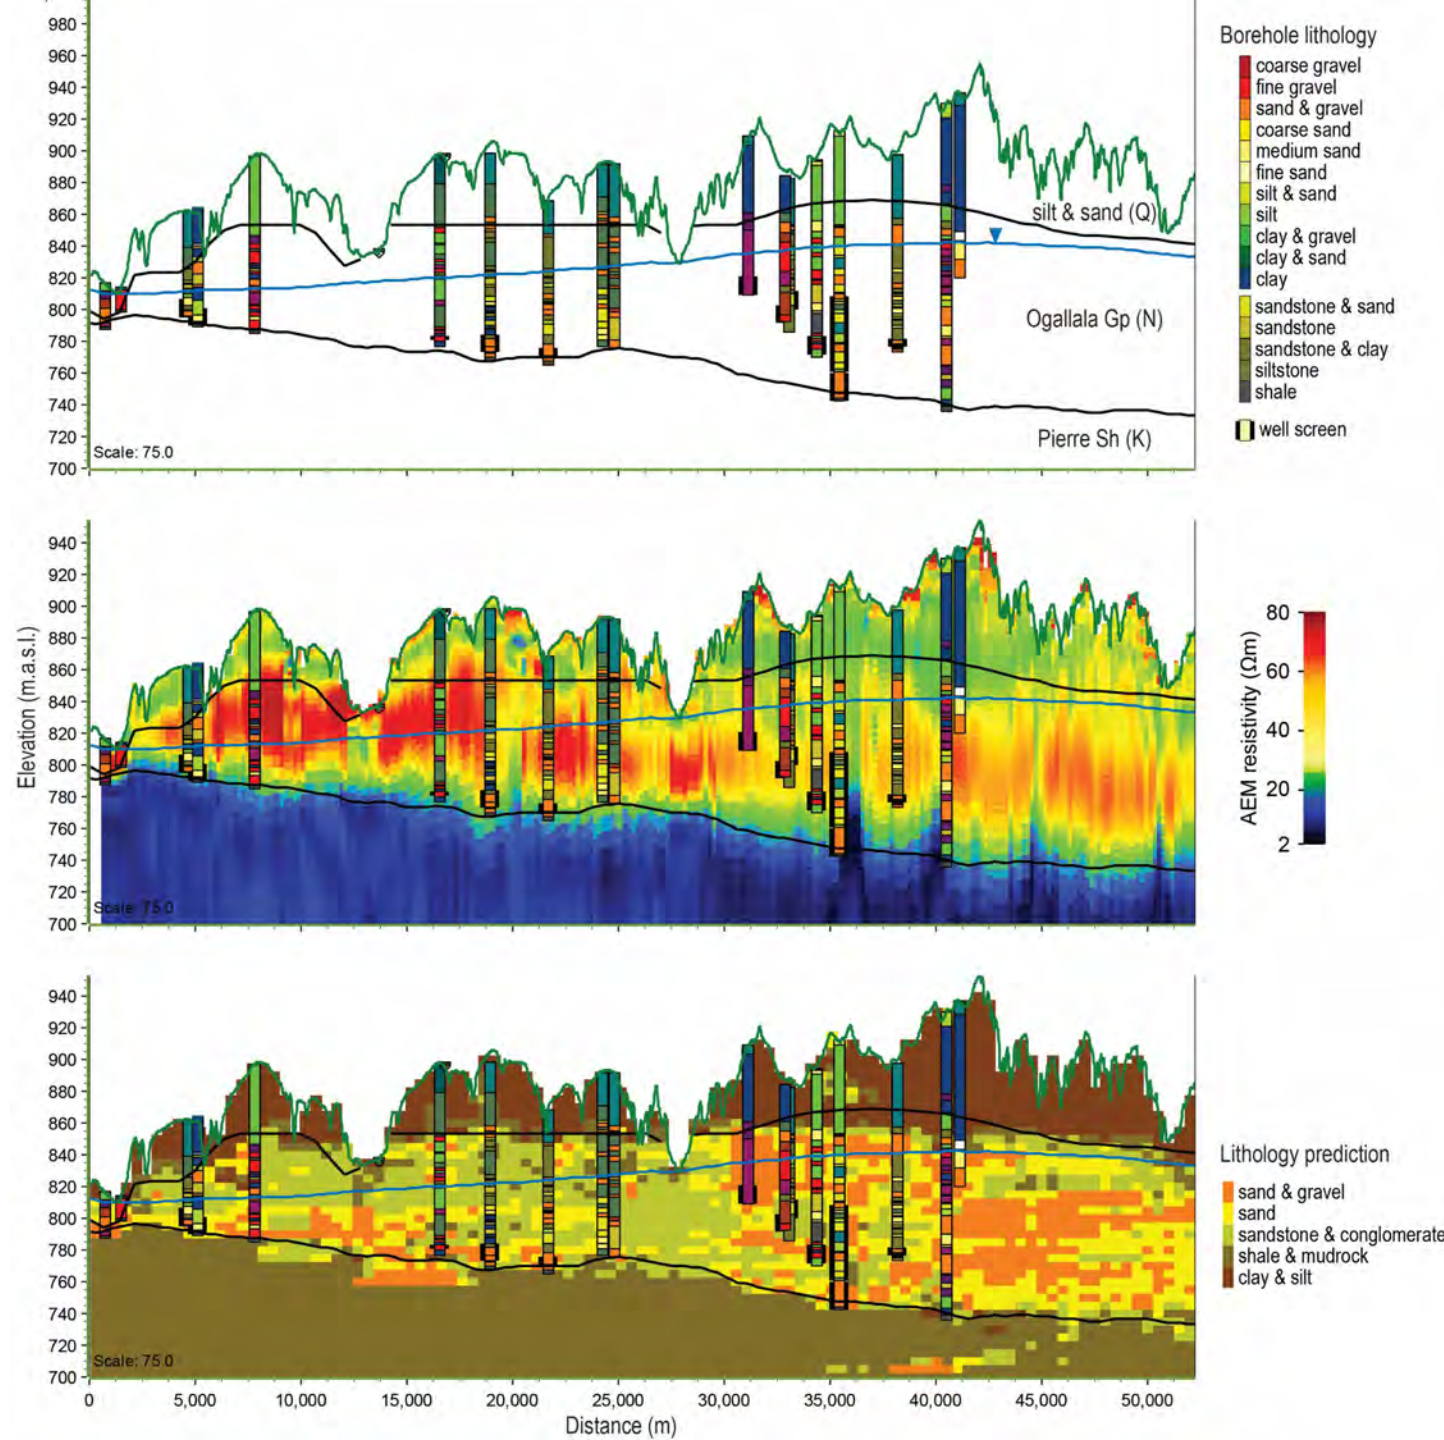 980
960
940
920
900
880
860
840
820
800
780
760
740
720
700
Scale: 75.0
silt & sand (Q)
Ogallala Gp (N)
Pierre Sh (K)
Borehole lithology
coarse gravel
fine gravel
sand & gravel
coarse sand
medium sand
fine sand
silt & sand
silt
clay & gravel
clay & sand
clay
sandstone & sand
sandstone
sandstone & clay
siltstone
shale
well screen
Elevation (m.a.s.l.)
940
920
900
880
860
840
820
800
780
760
740
720
700
Scale: 75.0
AEM resistivity (Ωm)
80
60
40
20
2
940
920
900
880
860
840
820
800
780
760
740
720
700
Scale: 75.0
0 5,000 10,000 15,000 20,000 25,000 30,000 35,000 40,000 45,000 50,000
Distance (m)
Lithology prediction
sand & gravel
sand
sandstone & conglomerate
shale & mudrock
clay & silt